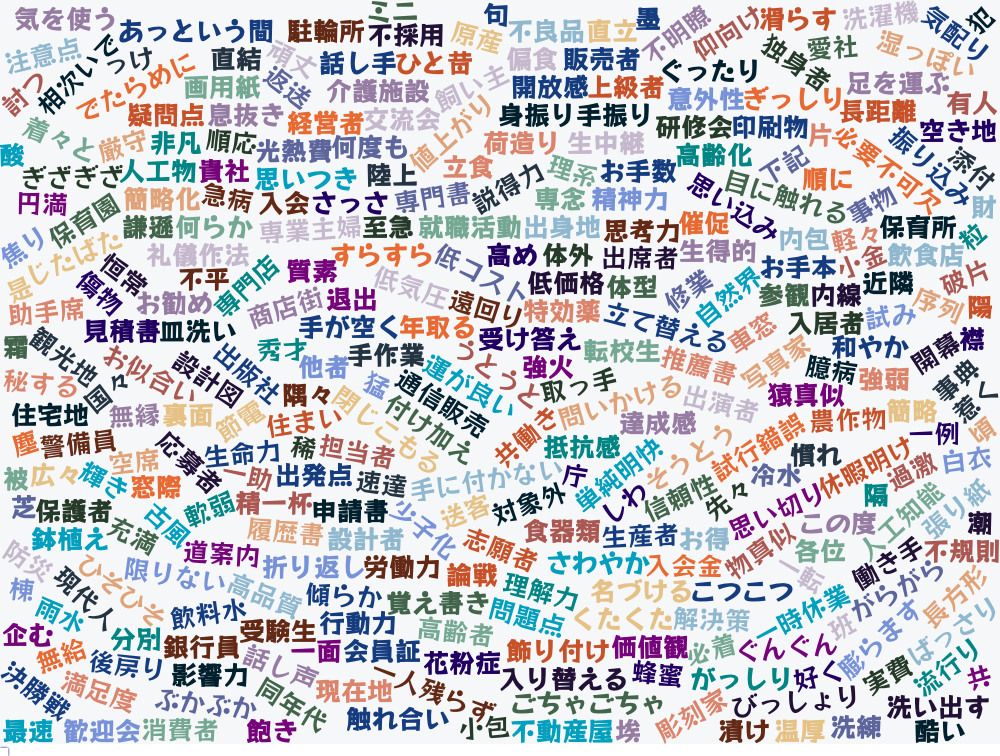 気を使う
あっという間
駐輪所
ミニ
不採用
句
原産
不良品
直立
墨
不明瞭
仰向け
滑らす
洗濯機
気配り
犯
注意点
でっけ
直結
頑丈
話し手
ひと昔
偏食
販売者
ぐったり
独身者
愛社
湿っぽい
討つ
相次い
でたらめに
画用紙
返送
介護施設
飼い主
開放感
上級者
意外性
ぎっしり
足を運ぶ
有人
疑問点
息抜き
経営者
交流会
値上がり
身振り手振り
研修会
印刷物
長距離
空き地
着々と
厳守
非凡
順応
光熱費
何度も
荷造り
生中継
片
必要不可欠
振り込み
添付
酸
ぎざぎざ
人工物
貴社
思いつき
陸上
立食
理系
お手数
高齢化
下記
順に
円満
保育園
簡略化
急病
入会
さっさ
専門書
説得力
専念
精神力
思い込み
目に触れる
事物
財
謙遜
何らか
専業主婦
至急
就職活動
出身地
思考力
催促
保育所
粒
焦り
晃じたばた
礼儀作法
すらすら
低コスト
高め
体外
出席者
生得的
内包
軽々
飲食店
恒常
傷物
不平
専門店
質素
低気圧
低価格
体型
修業
自然界
お手本
小金
近隣
破片
助手席
お勧め
商店街
退出
遠回り
特効薬
立て替える
参観
内線
序列
陽
見積書
皿洗い
手が空く
年取る
受け答え
車窓
入居者
試み
霜
観光地
お似合い
出版社
秀才
他者
手作業
運が良い
うとうと
強火
転校生
推薦書
写真家
和やか
開幕
襟
秘する
国々
設計図
隅々
猛
通信販売
取っ手
臆病
強弱
事典
住宅地
無縁
裏面
節電
住まい
閉じこもる
付け加え
共働き
問いかける
出演者
猿真似
農作物
簡略
惹く
塵
警備員
応募者
生命力
稀
担当者
抵抗感
達成感
試行錯誤
慣れ
一例
頃
被
広々
輝き
空席
窓際
一助
出発点
速達
手に付かない
庁
単純明快
そうとう
冷水
休暇明け
過激
白衣
芝
保護者
古風
軟弱
精一杯
申請書
少子化
送客
対象外
しわ
信頼性
先々
思い切り
隔
人工知能
張り紙
潮
鉢植え
充満
履歴書
設計者
志願者
食器類
生産者
お得
物真似
この度
各位
不規則
防災
ひそひそ
道案内
折り返し
労働力
論戦
さわやか
入会金
一転
働き手
棟
現代人
限りない
高品質
傾らか
覚え書き
理解力
名づける
こつこつ
がらがら
長方形
雨水
飲料水
行動力
問題点
くたくた
解決策
一時休業
班
企む
分別
受験生
高齢者
ばっさり
無給
後戻り
銀行員
一面
会員証
花粉症
飾り付け
価値観
必着
ぐんぐん
膨らます
決勝戦
満足度
影響力
話し声
現在地
一人残らず
入り替える
蜂蜜
がっしり
好く
実費
流行り
共
ぶかぶか
同年代
触れ合い
小包
ごちゃごちゃ
彫刻家
びっしょり
洗い出す
最速
歓迎会
消費者
飽き
不動産屋
埃
漬け
温厚
洗練
酷い